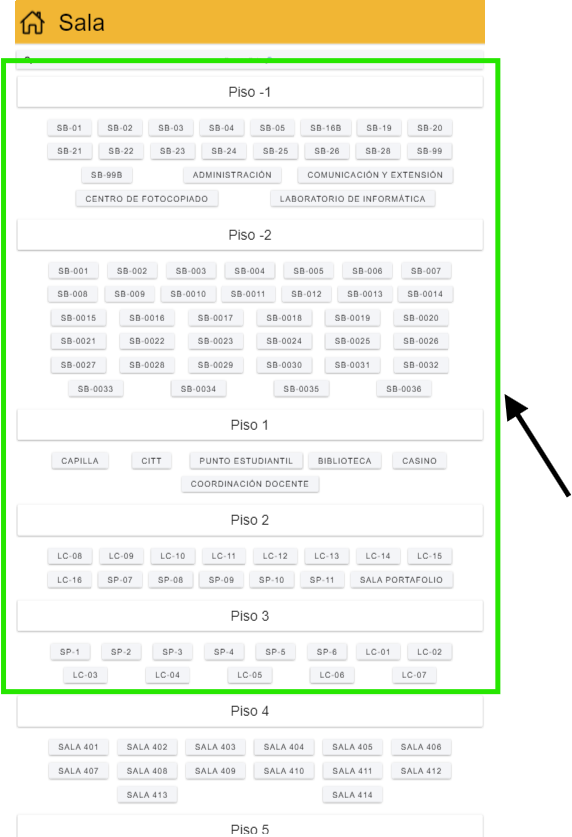 Sala
Piso -1
SB-01 SB-02 SB-03 SB-04 SB-05 SB-16B SB-19 SB-20
SB-21 SB-22 SB-23 SB-24 SB-25 SB-26 SB-28 SB-99
SB-99B ADMINISTRACIÓN COMUNICACIÓN Y EXTENSIÓN
CENTRO DE FOTOCOPIADO LABORATORIO DE INFORMÁTICA
Piso -2
SB-001 SB-002 SB-003 SB-004 SB-005 SB-006 SB-007
SB-008 SB-009 SB-0010 SB-0011 SB-012 SB-0013 SB-0014
SB-0015 SB-0016 SB-0017 SB-0018 SB-0019 SB-0020
SB-0021 SB-0022 SB-0023 SB-0024 SB-0025 SB-0026
SB-0027 SB-0028 SB-0029 SB-0030 SB-0031 SB-0032
SB-0033 SB-0034 SB-0035 SB-0036
Piso 1
CAPILLA CITT PUNTO ESTUDIANTIL BIBLIOTECA CASINO
COORDINACIÓN DOCENTE
Piso 2
LC-08 LC-09 LC-10 LC-11 LC-12 LC-13 LC-14 LC-15
LC-16 SP-07 SP-08 SP-09 SP-10 SP-11 SALA PORTAFOLIO
Piso 3
SP-1 SP-2 SP-3 SP-4 SP-5 SP-6 LC-01 LC-02
LC-03 LC-04 LC-05 LC-06 LC-07
Piso 4
SALA 401 SALA 402 SALA 403 SALA 404 SALA 405 SALA 406
SALA 407 SALA 408 SALA 409 SALA 410 SALA 411 SALA 412
SALA 413 SALA 414
Piso 5